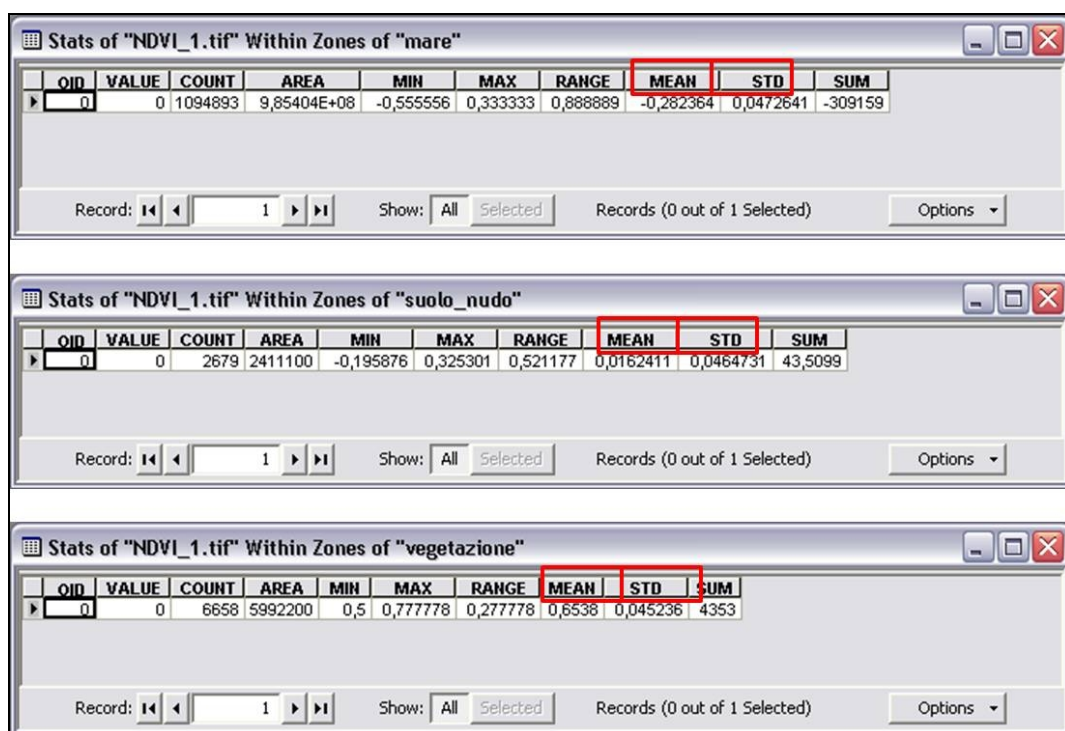 Stats of "NDVI_1.tif" Within Zones of "mare"
OID VALUE COUNT AREA MIN MAX RANGE MEAN STD SUM
0 0 1094893 9,85404E+08 -0,555556 0,333333 0,888889 -0,282364 0,0472641 -309159
Record: 1 Show: All Selected Records (0 out of 1 Selected) Options
Stats of "NDVI_1.tif" Within Zones of "suolo_nudo"
OID VALUE COUNT AREA MIN MAX RANGE MEAN STD SUM
0 0 2679 2411100 -0,195876 0,325301 0,521177 0,0162411 0,0464731 43,5099
Record: 1 Show: All Selected Records (0 out of 1 Selected) Options
Stats of "NDVI_1.tif" Within Zones of "vegetazione"
OID VALUE COUNT AREA MIN MAX RANGE MEAN STD SUM
0 0 6658 5992200 0,5 0,777778 0,277778 0,6538 0,045236 4353
Record: 1 Show: All Selected Records (0 out of 1 Selected) Options